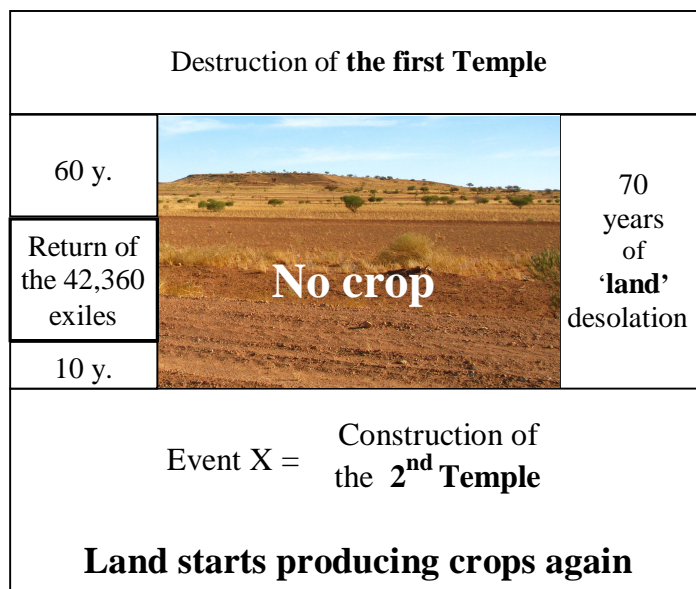 Destruction of the first Temple
60 y.
Return of
the 42,360
exiles
10 y.
No crop
70
years
of
‘land’
desolation
Event X =
Construction of
the 2nd Temple
Land starts producing crops again